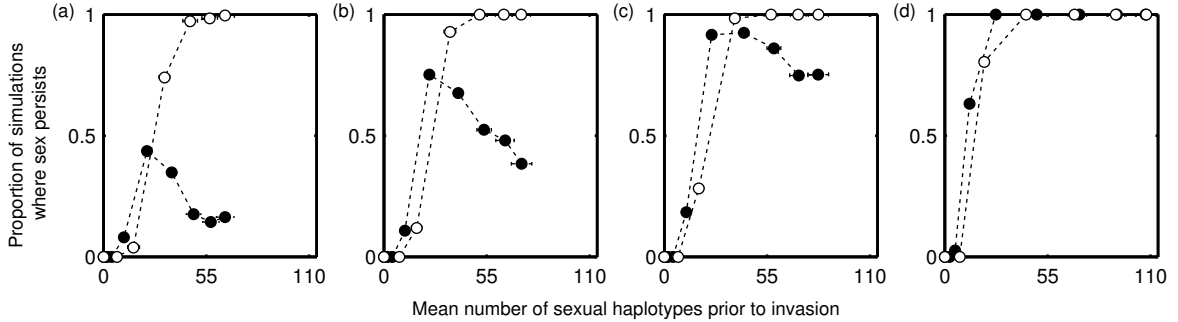 (a) (b) (c) (d)
Proportion of simulations
where sex persists
1 1 1 1
0.5 0.5 0.5 0.5
0 0 0 0
0 55 110 0 55 110 0 55 110 0 55 110
Mean number of sexual haplotypes prior to invasion